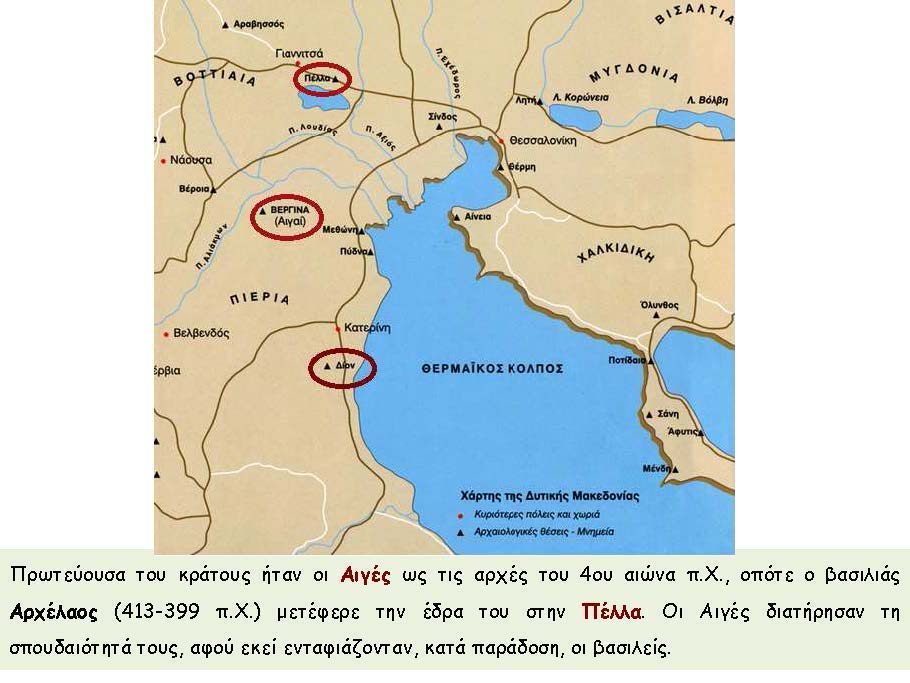 ΒΙΣΑΛΤΙΑ
Αραβησσός
Γιαννιτσά
Π. Εχέδωρος
ΒΟΤΤΙΑΙΑ
Πέλλα
ΜΥΓΔΟΝΙΑ
Λητή
Λ. Κορώνεια
Λ. Βόλβη
Σίνδος
Π. Λουδίας
Π. Αξιός
Θεσσαλονίκη
Νάουσα
Θέρμη
Βέροια
ΒΕΡΓΙΝΑ
(Αιγαί)
Μεθώνη
Αίνεια
Π. Αλιάκμων
Πύδνα
ΧΑΛΚΙΔΙΚΗ
ΠΙΕΡΙΑ
Όλυνθος
Βελβενδός
Κατερίνη
Ποτίδαια
έρβια
Δίον
ΘΕΡΜΑΪΚΟΣ ΚΟΛΠΟΣ
Σάνη
Άφυτις
Μένδη
Χάρτης της Δυτικής Μακεδονίας
Κυριότερες πόλεις και χωριά
Αρχαιολογικές θέσεις - Μνημεία
Πρωτεύουσα του κράτους ήταν οι Αιγές ως τις αρχές του 4ου αιώνα π.Χ., οπότε ο βασιλιάς
Αρχέλαος (413-399 π.Χ.) μετέφερε την έδρα του στην Πέλλα. Οι Αιγές διατήρησαν τη
σπουδαιότητά τους, αφού εκεί ενταφιάζονταν, κατά παράδοση, οι βασιλείς.